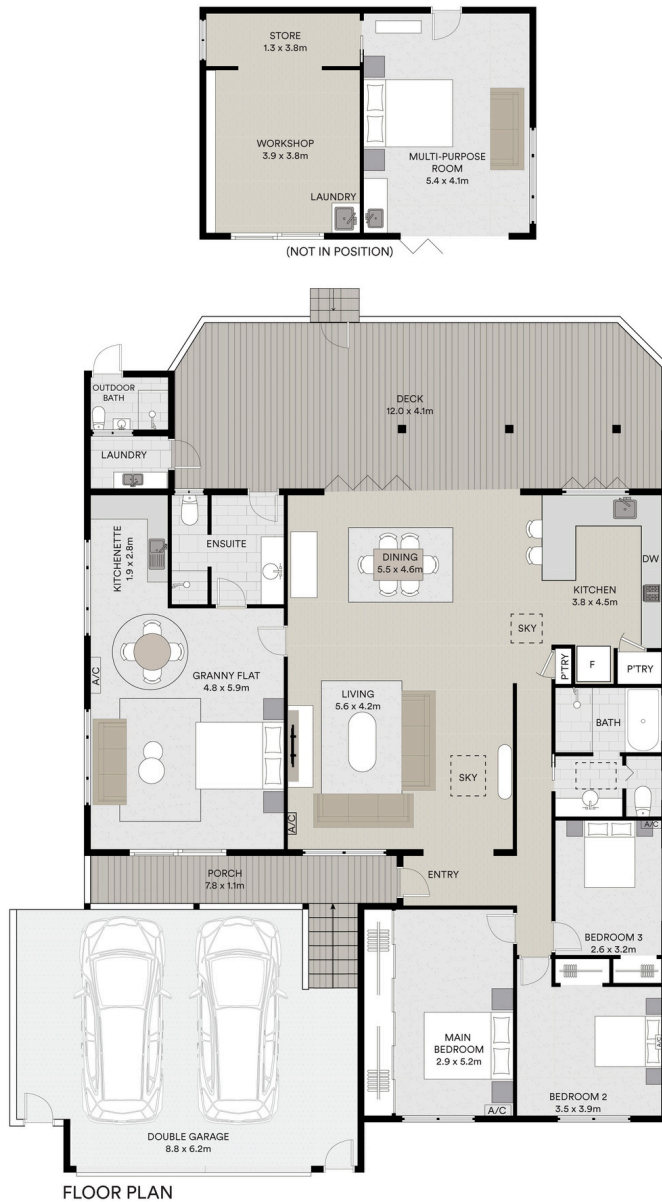 STORE
1.3 x 3.8m
WORKSHOP
3.9 x 3.8m
MULTI-PURPOSE
ROOM
5.4 x 4.1m
LAUNDRY
(NOT IN POSITION)
OUTDOOR
BATH
DECK
12.0 x 4.1m
LAUNDRY
KITCHENETTE
1.9 x 2.8m
ENSUITE
DINING
5.5 x 4.6m
DW
KITCHEN
3.8 x 4.5m
SKY
A/C
GRANNY FLAT
4.8 x 5.9m
P'TRY
F
P'TRY
LIVING
5.6 x 4.2m
BATH
SKY
A/C
A/C
PORCH
7.8 x 1.1m
ENTRY
BEDROOM 3
2.6 x 3.2m
MAIN
BEDROOM
2.9 x 5.2m
A/C
A/C
BEDROOM 2
3.5 x 3.9m
DOUBLE GARAGE
8.8 x 6.2m
FLOOR PLAN